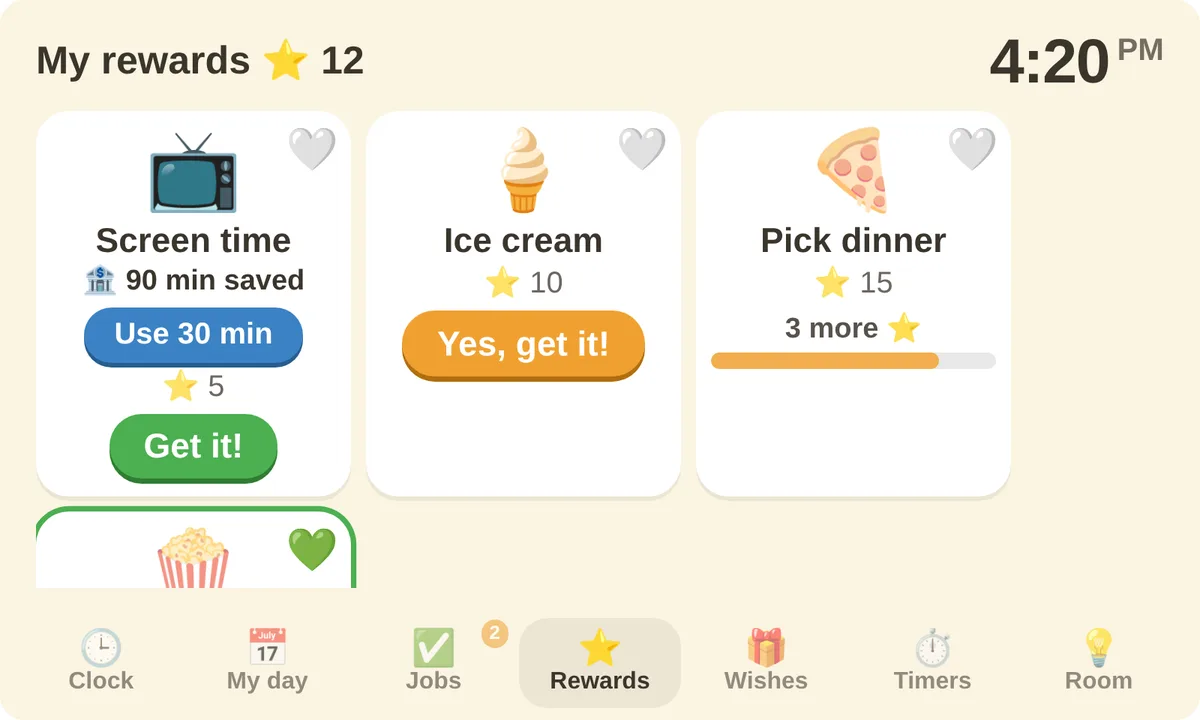 My rewards ⭐ 12
4:20 PM
Screen time
🏦 90 min saved
Use 30 min
⭐ 5
Get it!
Ice cream
⭐ 10
Yes, get it!
Pick dinner
⭐ 15
3 more ⭐
Clock
July
17
My day
Jobs
2
Rewards
Wishes
Timers
Room